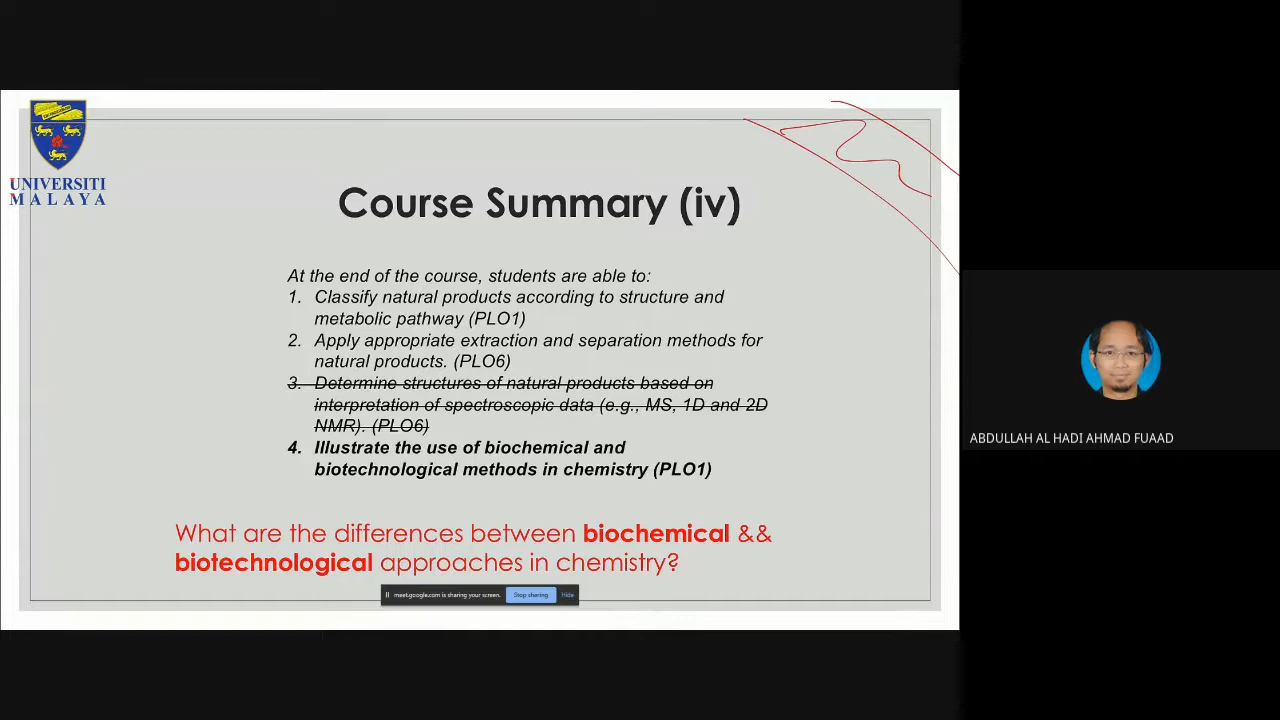 UNIVERSITI
MALAYA
Course Summary (iv)
At the end of the course, students are able to:
1. Classify natural products according to structure and
metabolic pathway (PLO1)
2. Apply appropriate extraction and separation methods for
natural products. (PLO6)
3. Determine structures of natural products based on
interpretation of spectroscopic data (e.g., MS, 1D and 2D
NMR). (PLO6)
4. Illustrate the use of biochemical and
biotechnological methods in chemistry (PLO1)
What are the differences between biochemical &&
biotechnological approaches in chemistry?
meet.google.com is sharing your screen. Stop sharing Hide
ABDULLAH AL HADI AHMAD FUAAD